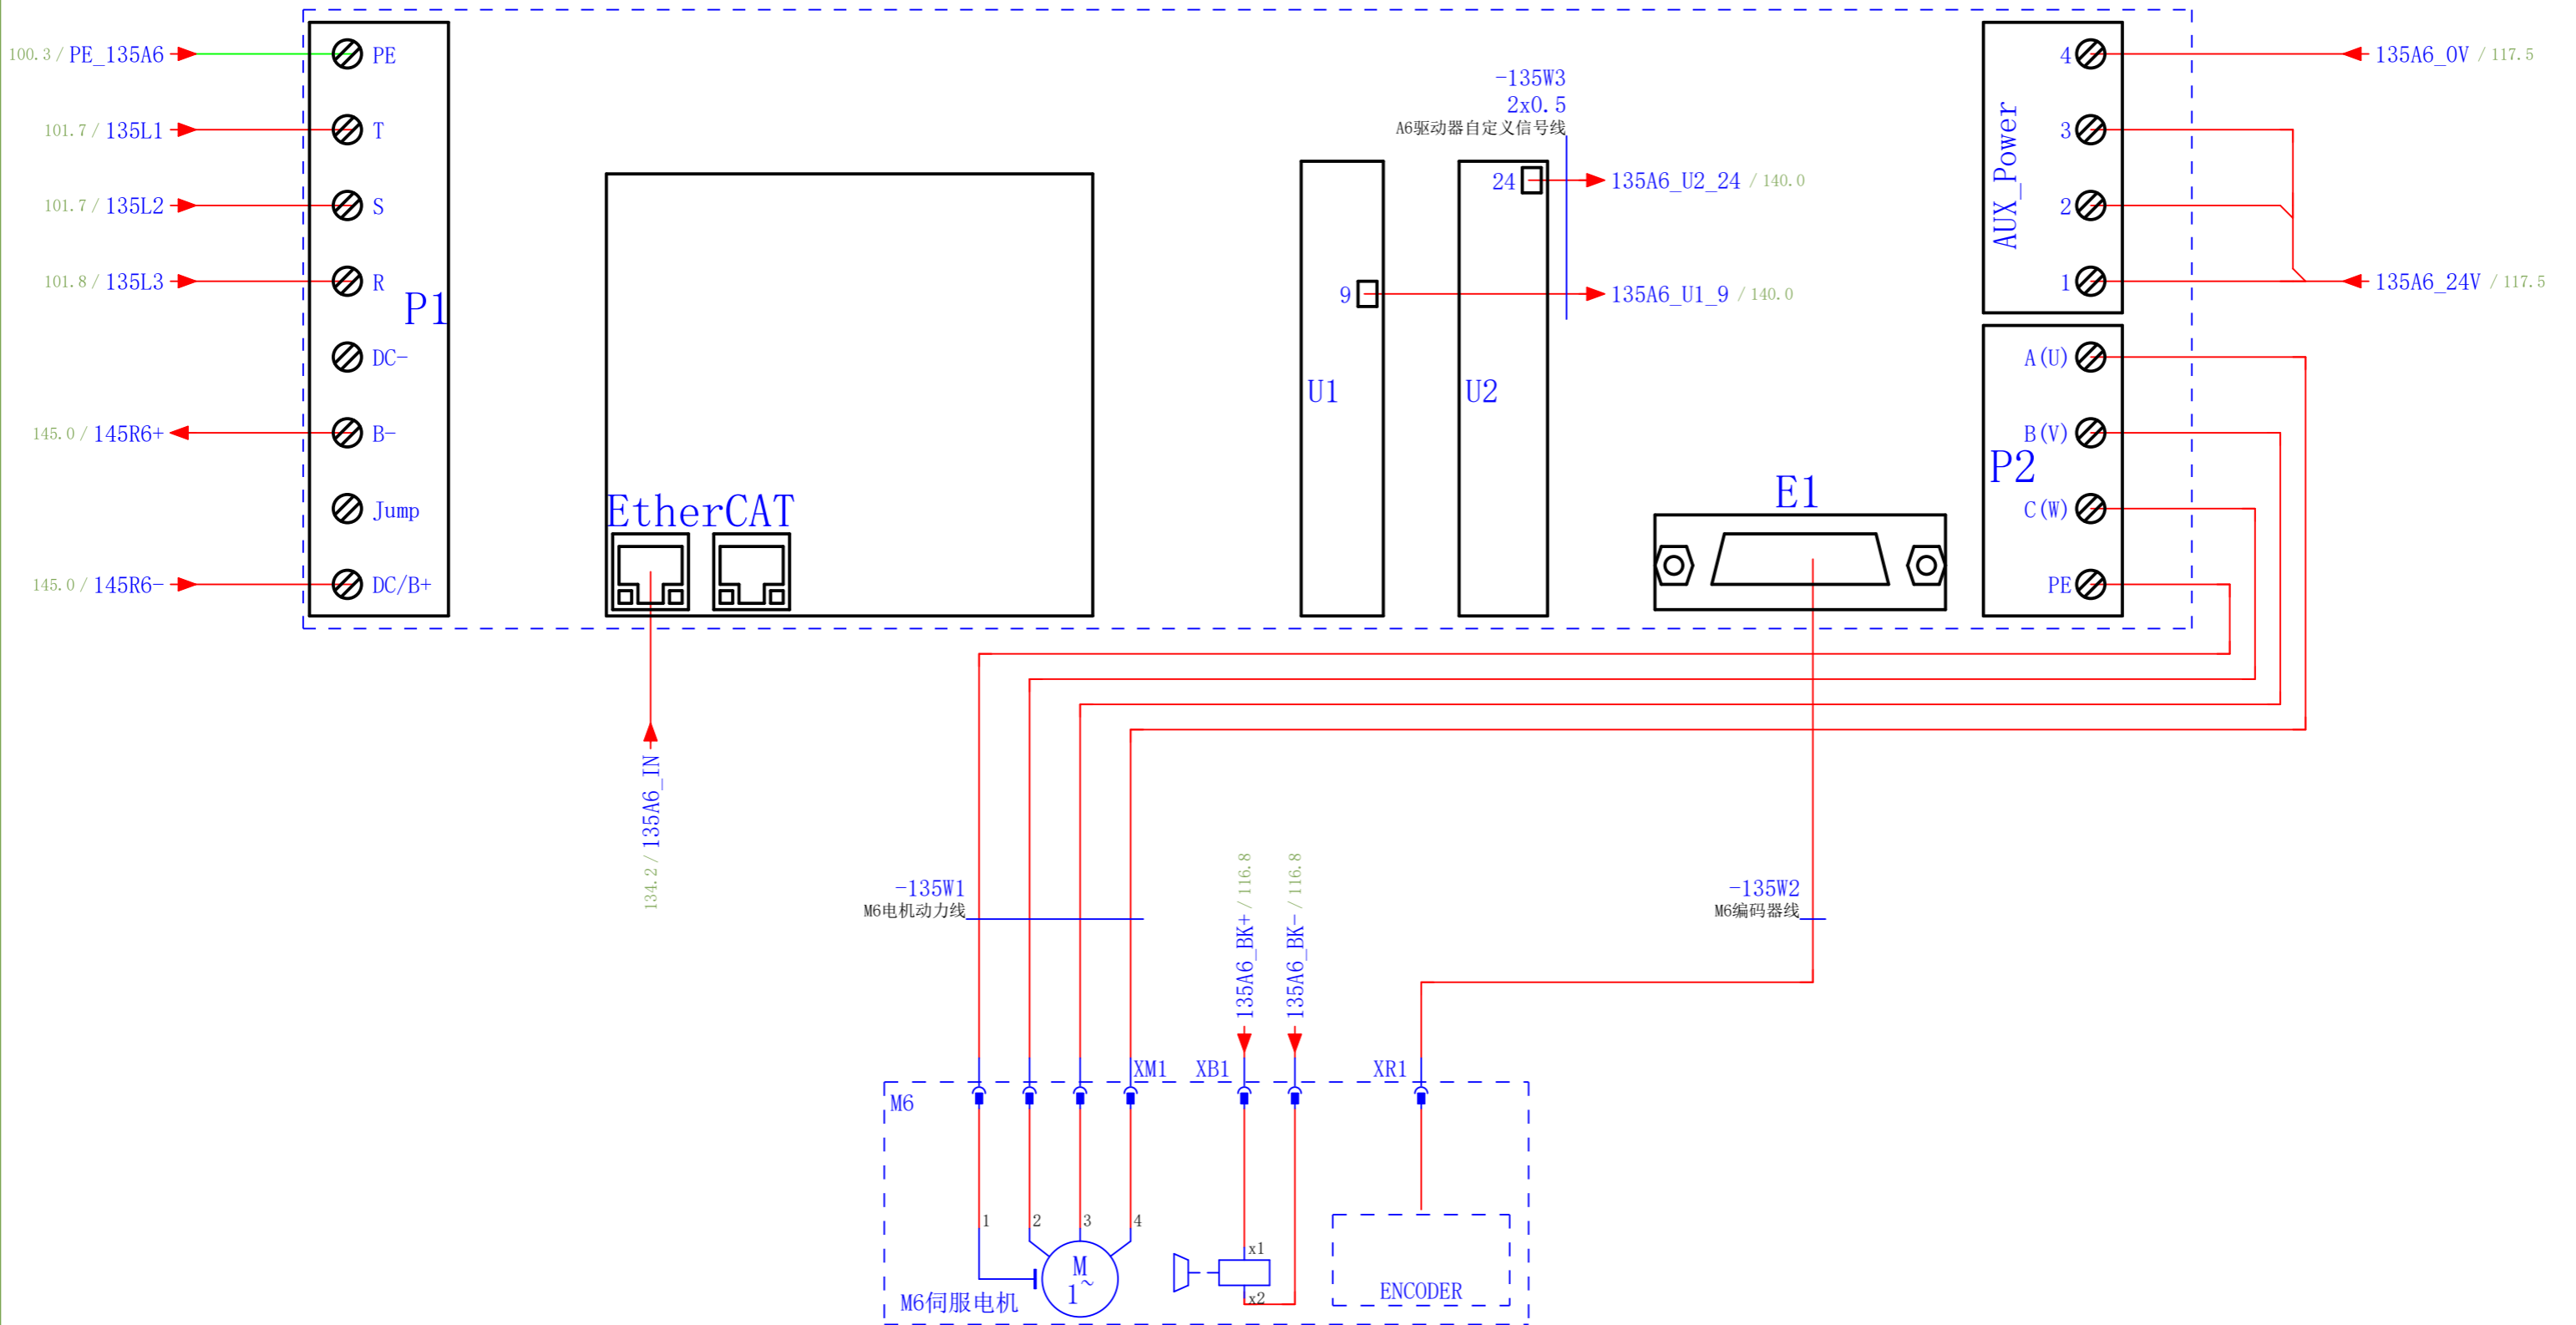 100.3 / PE_135A6
PE
101.7 / 135L1
T
101.7 / 135L2
S
101.8 / 135L3
R
P1
DC-
145.0 / 145R6+
B-
Jump
145.0 / 145R6-
DC/B+
EtherCAT
134.2 / 135A6_IN
-135W3
2x0.5
A6驱动器自定义信号线
24
135A6_U2_24 / 140.0
9
135A6_U1_9 / 140.0
U1
U2
E1
AUX_Power
4
135A6_0V / 117.5
3
2
1
135A6_24V / 117.5
A(U)
B(V)
P2
C(W)
PE
-135W1
M6电机动力线
135A6_BK+ / 116.8
135A6_BK- / 116.8
-135W2
M6编码器线
XM1
XB1
XR1
M6
1
2
3
4
M
1~
M6伺服电机
x1
x2
ENCODER